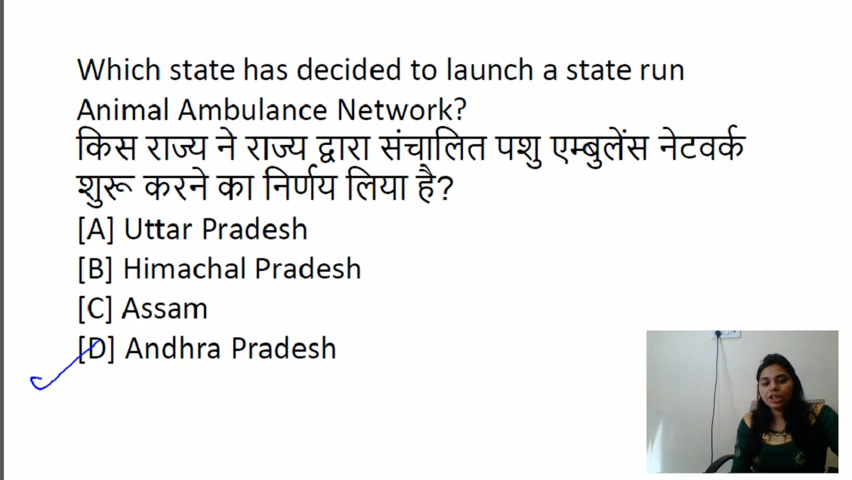 Which state has decided to launch a state run
Animal Ambulance Network?
किस राज्य ने राज्य द्वारा संचालित पशु एम्बुलेंस नेटवर्क
शुरू करने का निर्णय लिया है?
[A] Uttar Pradesh
[B] Himachal Pradesh
[C] Assam
[D] Andhra Pradesh